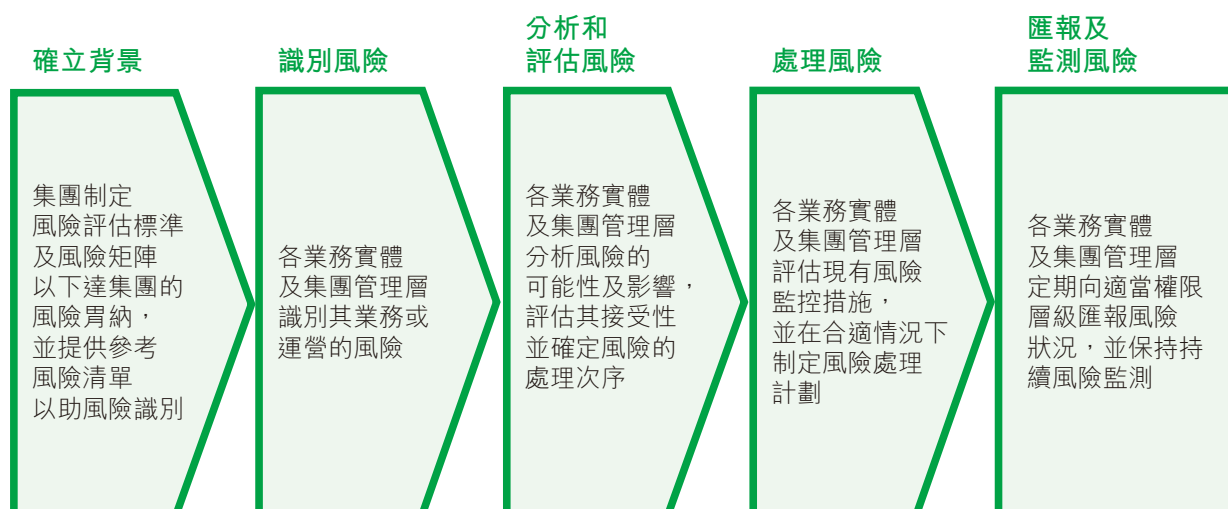 確立背景
集團制定
風險評估標準
及風險矩陣
以下達集團的
風險胃納，
並提供參考
風險清單
以助風險識別
識別風險
各業務實體
及集團管理層
識別其業務或
運營的風險
分析和
評估風險
各業務實體
及集團管理層
分析風險的
可能性及影響，
評估其接受性
並確定風險的
處理次序
處理風險
各業務實體
及集團管理層
評估現有風險
監控措施，
並在合適情況下
制定風險處理
計劃
匯報及
監測風險
各業務實體
及集團管理層
定期向適當權限
層級匯報風險
狀況，並保持持
續風險監測